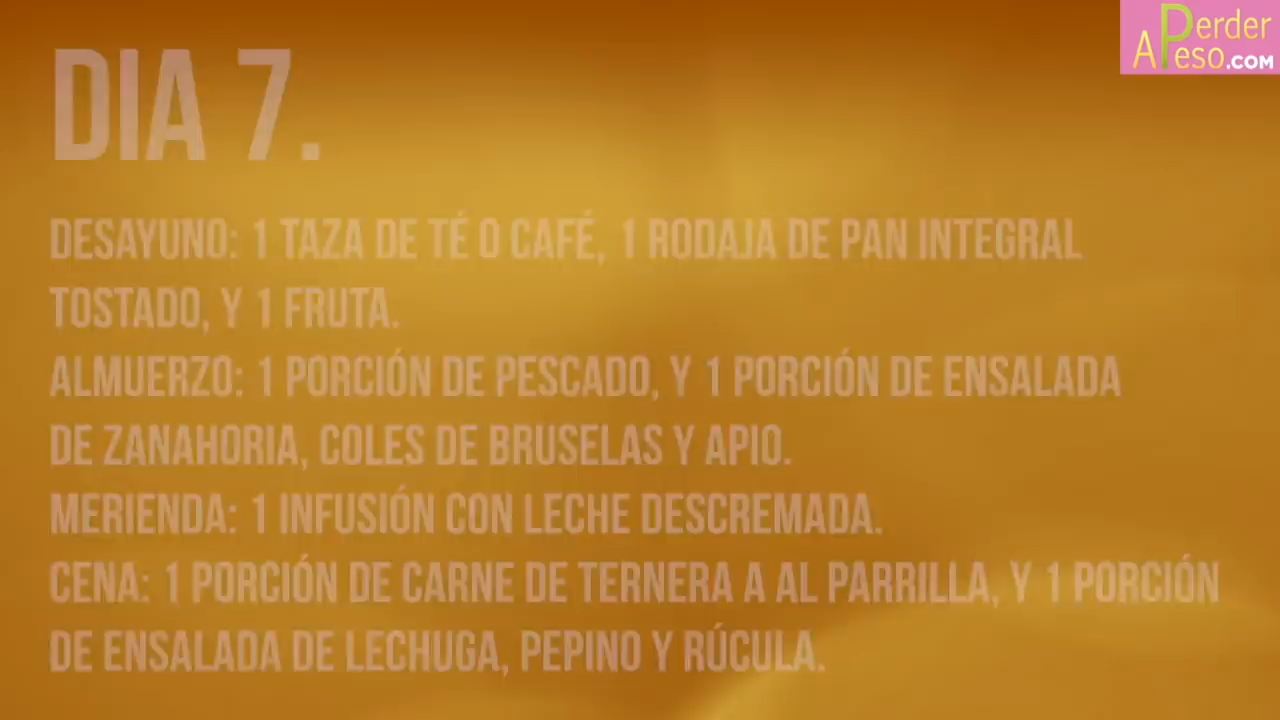 DIA 7.
DESAYUNO: 1 TAZA DE TÉ O CAFÉ, 1 RODAJA DE PAN INTEGRAL
TOSTADO, Y 1 FRUTA.
ALMUERZO: 1 PORCIÓN DE PESCADO, Y 1 PORCIÓN DE ENSALADA
DE ZANAHORIA, COLES DE BRUSELAS Y APIO.
MERIENDA: 1 INFUSIÓN CON LECHE DESCREMADA.
CENA: 1 PORCIÓN DE CARNE DE TERNERA A AL PARRILLA, Y 1 PORCIÓN
DE ENSALADA DE LECHUGA, PEPINO Y RÚCULA.
APerder
Peso.COM